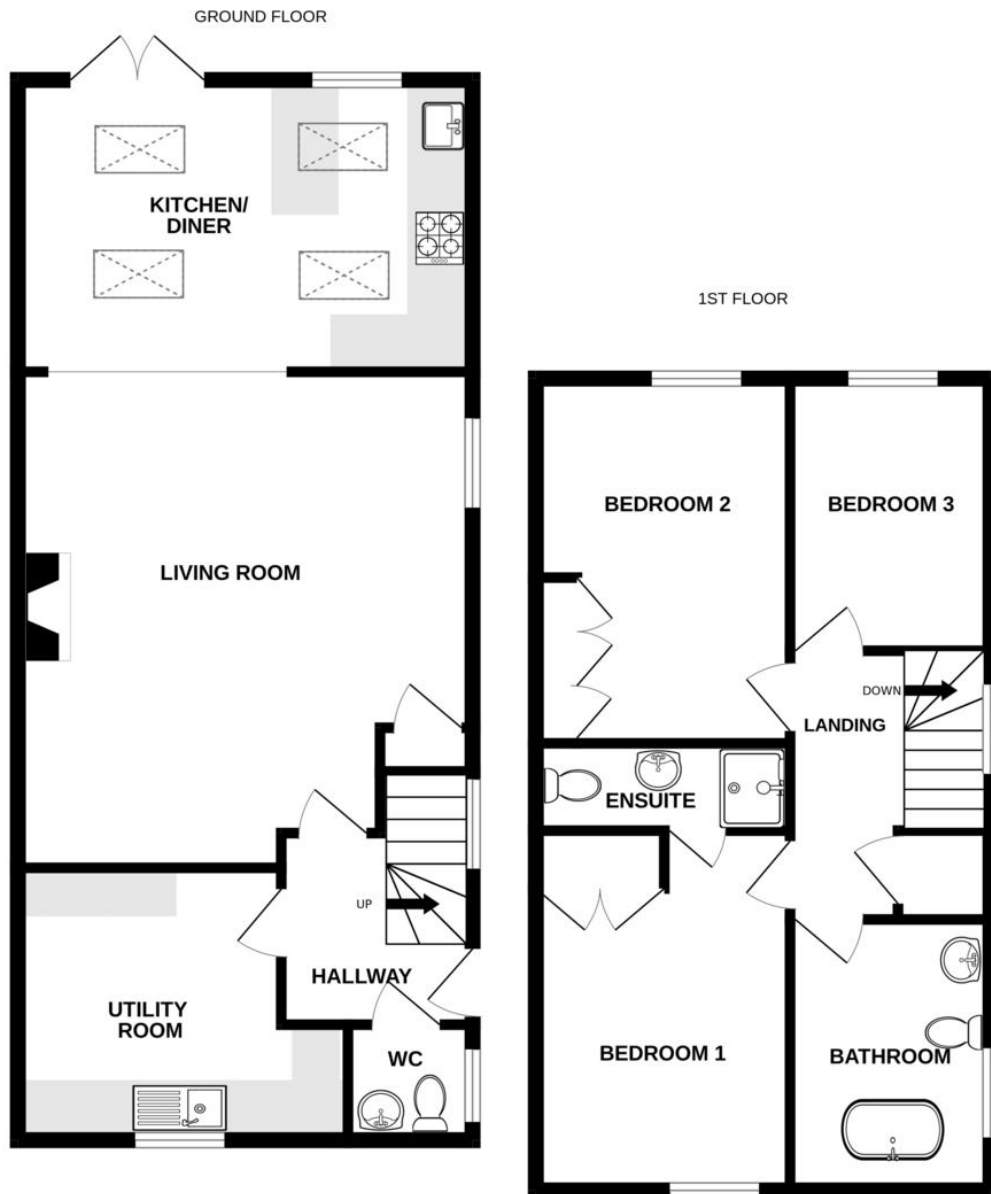 GROUND FLOOR
KITCHEN/
DINER
LIVING ROOM
UP
HALLWAY
UTILITY
ROOM
WC
1ST FLOOR
BEDROOM 2
BEDROOM 3
DOWN
LANDING
ENSUITE
BEDROOM 1
BATHROOM